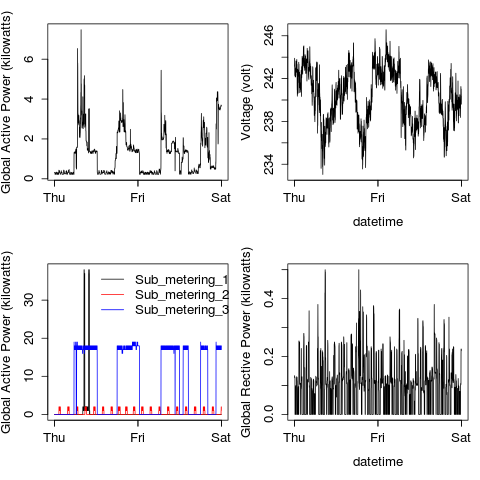 Global Active Power (kilowatts)
0 2 4 6
Thu Fri Sat
Voltage (volt)
234 238 242 246
Thu Fri Sat
datetime
Global Active Power (kilowatts)
0 10 20 30
Sub_metering_1
Sub_metering_2
Sub_metering_3
Thu Fri Sat
Global Rective Power (kilowatts)
0.0 0.2 0.4
Thu Fri Sat
datetime